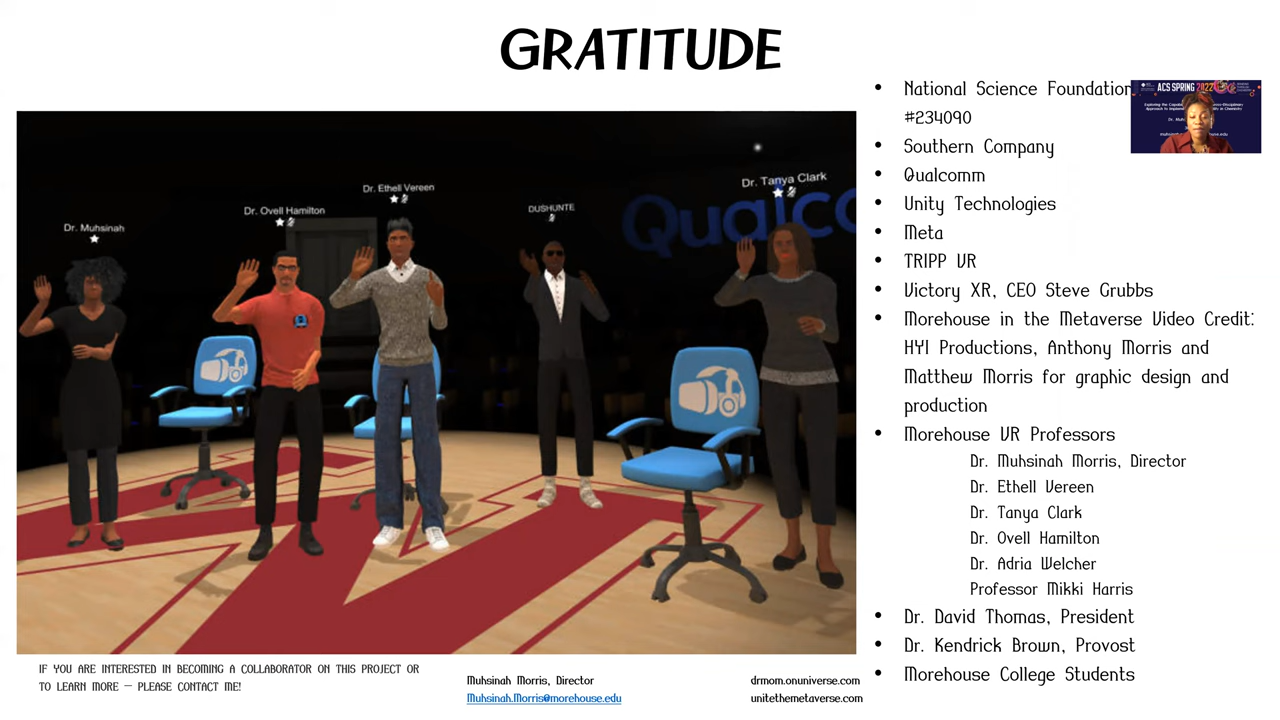 GRATITUDE
National Science Foundation
#234090
Southern Company
Qualcomm
Unity Technologies
Meta
TRIPP VR
Victory XR, CEO Steve Grubbs
Morehouse in the Metaverse Video Credit:
HYI Productions, Anthony Morris and
Matthew Morris for graphic design and
production
Morehouse VR Professors
Dr. Muhsinah Morris, Director
Dr. Ethell Vereen
Dr. Tanya Clark
Dr. Ovell Hamilton
Dr. Adria Welcher
Professor Mikki Harris
Dr. David Thomas, President
Dr. Kendrick Brown, Provost
Morehouse College Students
ACS SPRING 2022
Dr. Muhsinah
Dr. Ovell Hamilton
Dr. Ethell Vereen
DUSHUNTE
Dr. Tanya Clark
Qualco
IF YOU ARE INTERESTED IN BECOMING A COLLABORATOR ON THIS PROJECT OR
TO LEARN MORE – PLEASE CONTACT ME!
Muhsinah Morris, Director
Muhsinah.Morris@morehouse.edu
drmom.onuniverse.com
unitethemetaverse.com